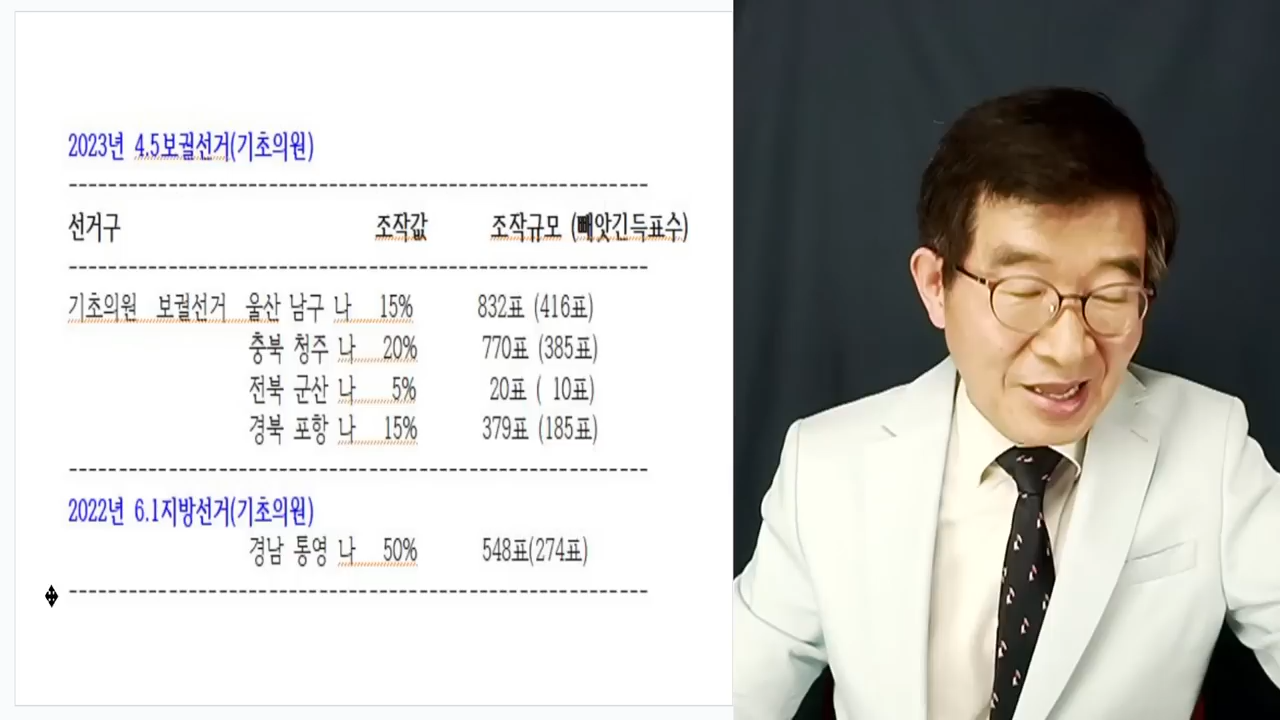 2023년 4.5보궐선거(기초의원)
선거구 조작값 조작규모 (빼앗긴득표수)
기초의원 보궐선거 울산 남구 나 15% 832표 (416표)
충북 청주 나 20% 770표 (385표)
전북 군산 나 5% 20표 ( 10표)
경북 포항 나 15% 379표 (185표)
2022년 6.1지방선거(기초의원)
경남 통영 나 50% 548표(274표)